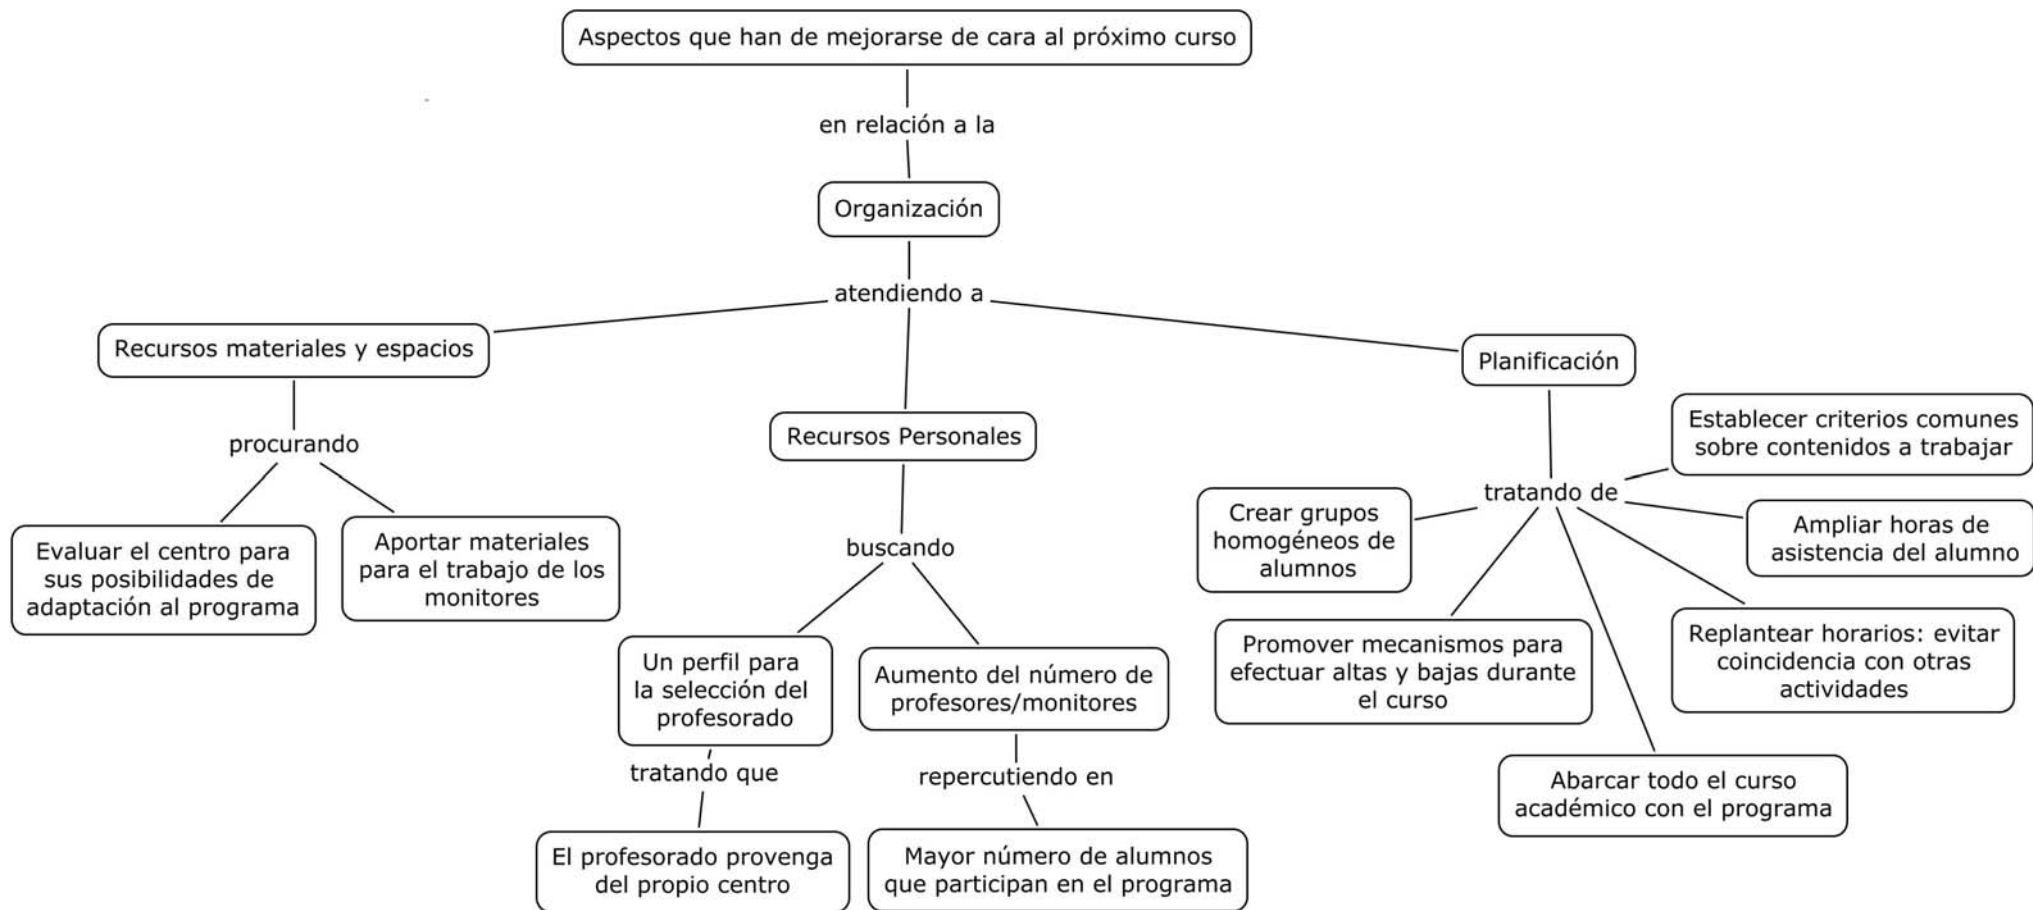 Aspectos que han de mejorarse de cara al próximo curso
en relación a la
Organización
atendiendo a
Recursos materiales y espacios
procurando
Evaluar el centro para
sus posibilidades de
adaptación al programa
Aportar materiales
para el trabajo de los
monitores
Recursos Personales
buscando
Un perfil para
la selección del
profesorado
tratando que
El profesorado provenga
del propio centro
Aumento del número de
profesores/monitores
repercutiendo en
Mayor número de alumnos
que participan en el programa
Planificación
tratando de
Crear grupos
homogéneos de
alumnos
Promover mecanismos para
efectuar altas y bajas durante
el curso
Abarcar todo el curso
académico con el programa
Replantear horarios: evitar
coincidencia con otras
actividades
Ampliar horas de
asistencia del alumno
Establecer criterios comunes
sobre contenidos a trabajar